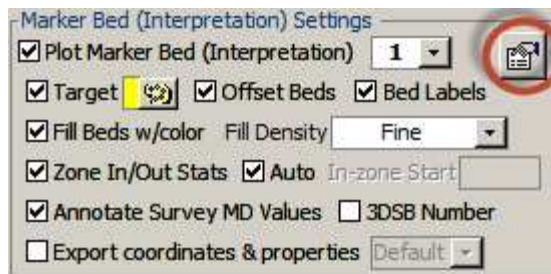 Marker Bed (Interpretation) Settings
Plot Marker Bed (Interpretation) 1
Target Offset Beds Bed Labels
Fill Beds w/color Fill Density Fine
Zone In/Out Stats Auto In-zone Start
Annotate Survey MD Values 3DSB Number
Export coordinates & properties Default